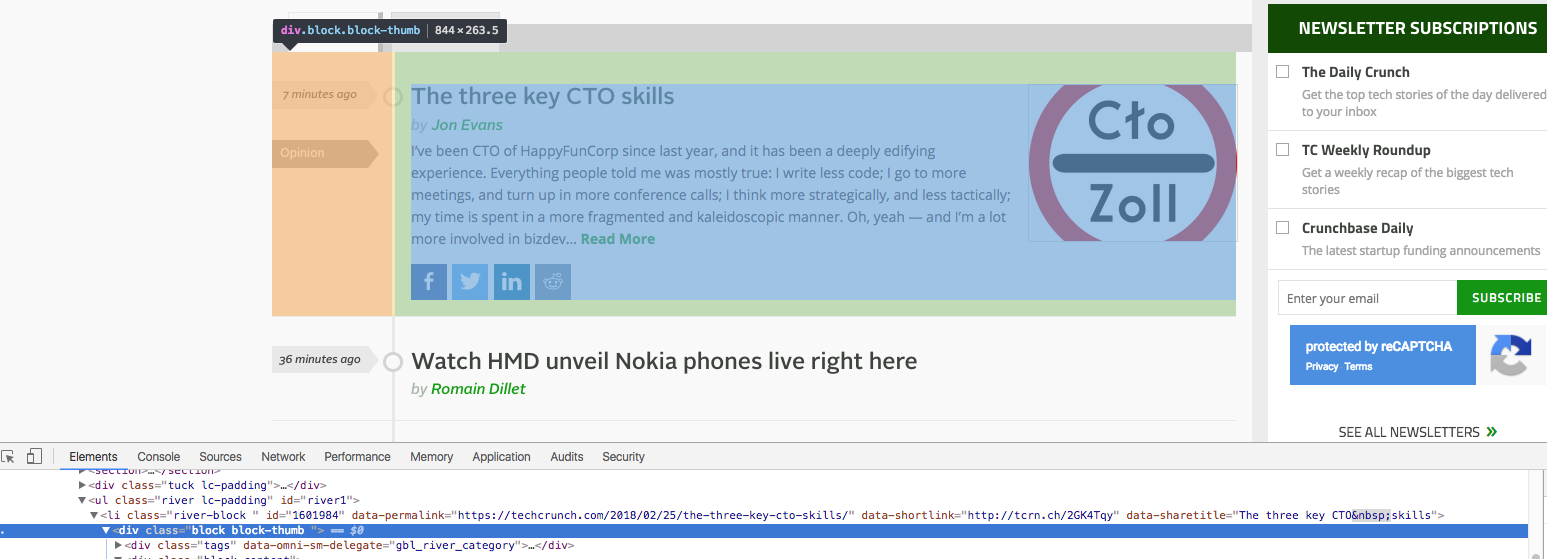 div.block.block-thumb | 844 × 263.5
7 minutes ago
The three key CTO skills
by Jon Evans
Opinion
I've been CTO of HappyFunCorp since last year, and it has been a deeply edifying
experience. Everything people told me was mostly true: I write less code; I go to more
meetings, and turn up in more conference calls; I think more strategically, and less tactically;
my time is spent in a more fragmented and kaleidoscopic manner. Oh, yeah — and I'm a lot
more involved in bizdev... Read More
Cło
Zoll
36 minutes ago
Watch HMD unveil Nokia phones live right here
by Romain Dillet
NEWSLETTER SUBSCRIPTIONS
The Daily Crunch
Get the top tech stories of the day delivered
to your inbox
TC Weekly Roundup
Get a weekly recap of the biggest tech
stories
Crunchbase Daily
The latest startup funding announcements
Enter your email
SUBSCRIBE
protected by reCAPTCHA
Privacy Terms
SEE ALL NEWSLETTERS »
Elements Console Sources Network Performance Memory Application Audits Security
<section>…</section>
<div class="tuck lc-padding">…</div>
<ul class="river lc-padding" id="river1">
<li class="river-block " id="1601984" data-permalink="https://techcrunch.com/2018/02/25/the-three-key-cto-skills/" data-shortlink="http://tcrn.ch/2GK4Tqy" data-sharetitle="The three key CTO&nbsp;skills">
<div class="block block-thumb "> == $0
<div class="tags" data-omni-sm-delegate="gbl_river_category">…</div>
<div class="block-content">